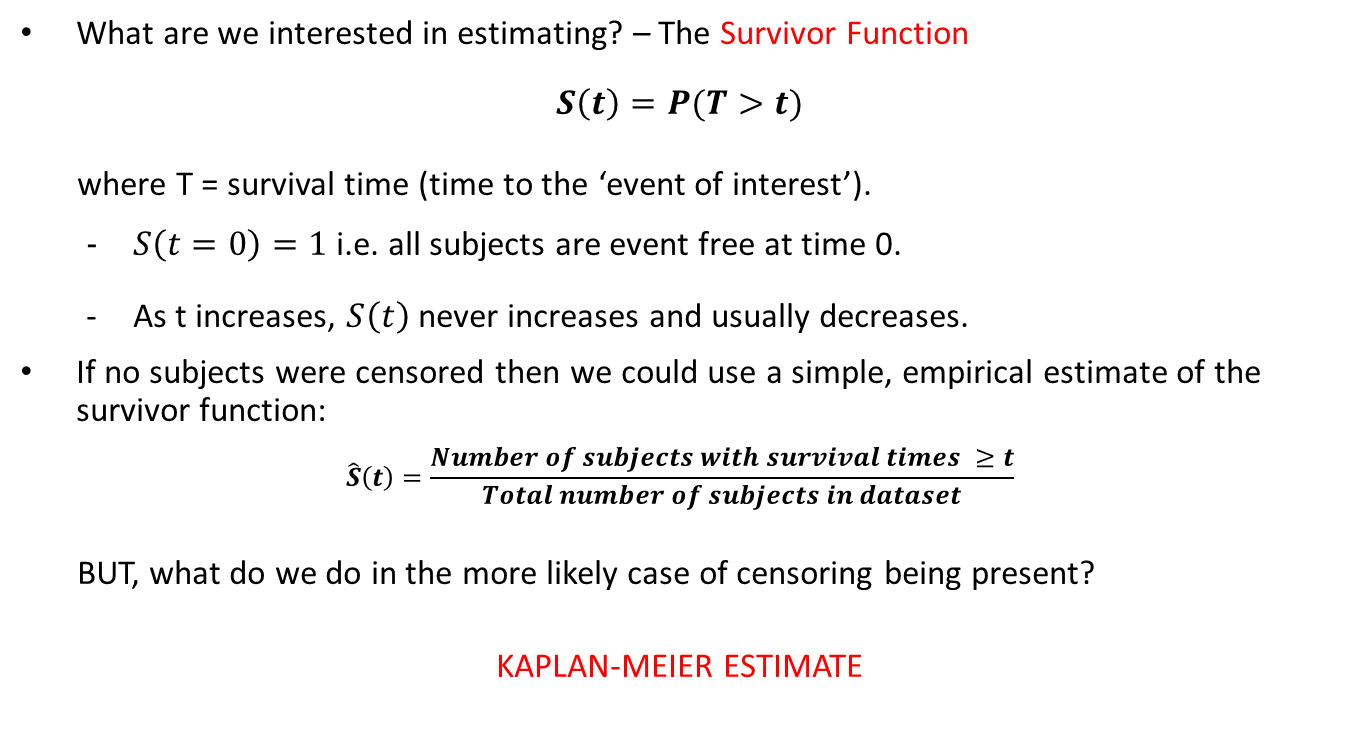 • What are we interested in estimating? – The Survivor Function
S(t) = P(T > t)
where T = survival time (time to the ‘event of interest’).
- S(t = 0) = 1 i.e. all subjects are event free at time 0.
- As t increases, S(t) never increases and usually decreases.
• If no subjects were censored then we could use a simple, empirical estimate of the
survivor function:
Ŝ(t) = Number of subjects with survival times ≥ t / Total number of subjects in dataset
BUT, what do we do in the more likely case of censoring being present?
KAPLAN-MEIER ESTIMATE